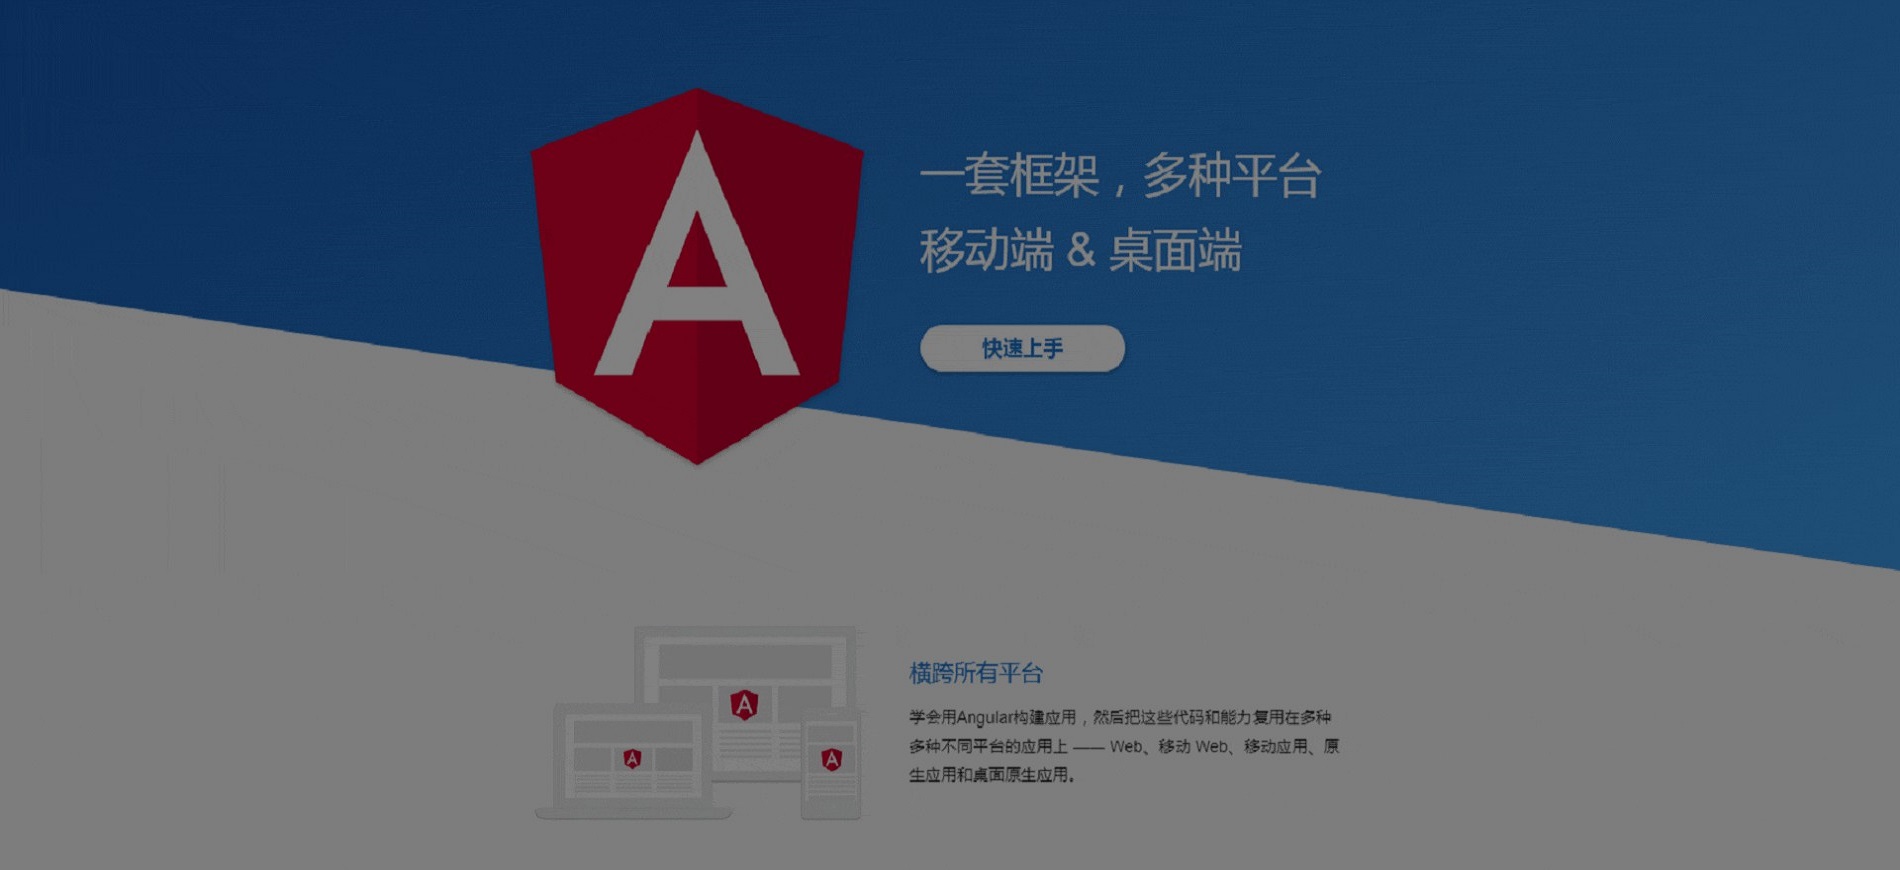 一套框架，多种平台
移动端 & 桌面端
快速上手
横跨所有平台
学会用Angular构建应用，然后把这些代码和能力复用在多种
多种不同平台的应用上 —— Web、移动 Web、移动应用、原
生应用和桌面原生应用。